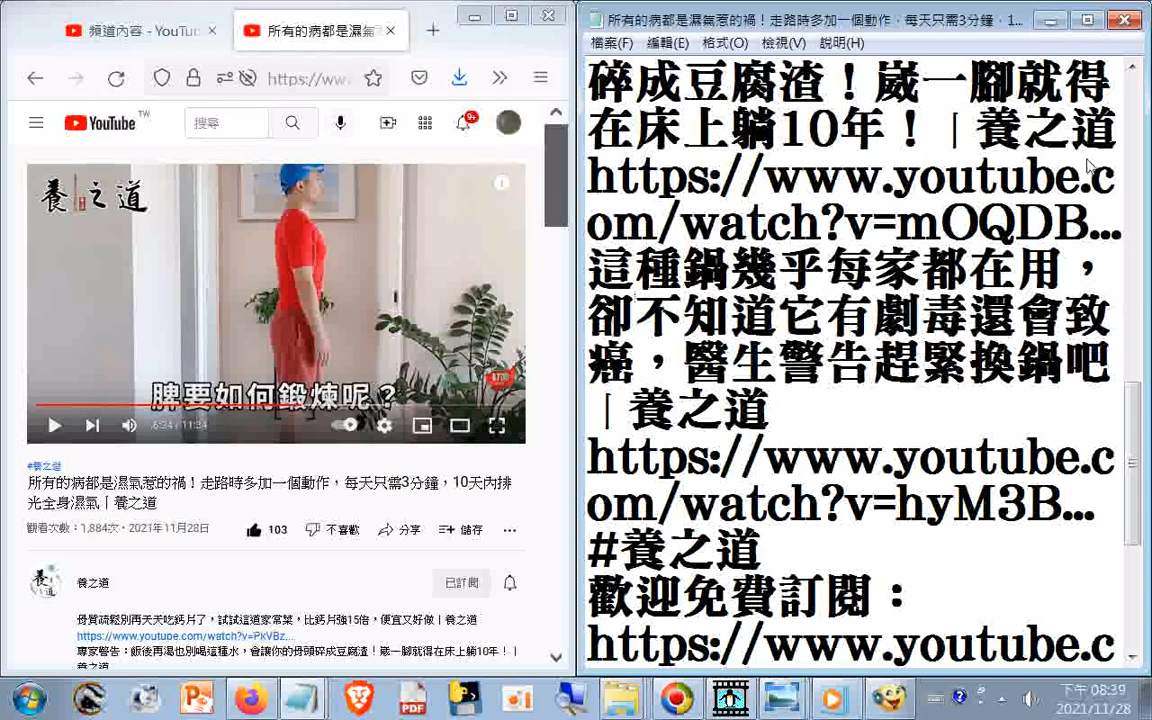 頻道內容 - YouTu
所有的病都是濕氣
https://www.
YouTube TW
搜尋
9+
養之道
脾要如何鍛煉呢?
6:24 / 11:34
#養之道
所有的病都是濕氣惹的禍!走路時多加一個動作,每天只需3分鐘,10天內排
光全身濕氣丨養之道
觀看次數:1,884次 · 2021年11月28日
103
不喜歡
分享
儲存
養之道
已訂閱
骨質疏鬆別再天天吃鈣片了,試試這道家常菜,比鈣片強15倍,便宜又好做丨養之道
https://www.youtube.com/watch?v=PkVBz...
專家警告:飯後再渴也別喝這種水,會讓你的骨頭碎成豆腐渣!崴一腳就得在床上躺10年!丨
養之道
所有的病都是濕氣惹的禍!走路時多加一個動作,每天只需3分鐘,1...
檔案(F) 編輯(E) 格式(O) 檢視(V) 說明(H)
碎成豆腐渣!崴一腳就得
在床上躺10年!丨養之道
https://www.youtube.c
om/watch?v=mOQDB...
這種鍋幾乎每家都在用,
卻不知道它有劇毒還會致
癌,醫生警告趕緊換鍋吧
丨養之道
https://www.youtube.c
om/watch?v=hyM3B...
#養之道
歡迎免費訂閱:
https://www.youtube.c
PDF
下午 08:39
2021/11/28